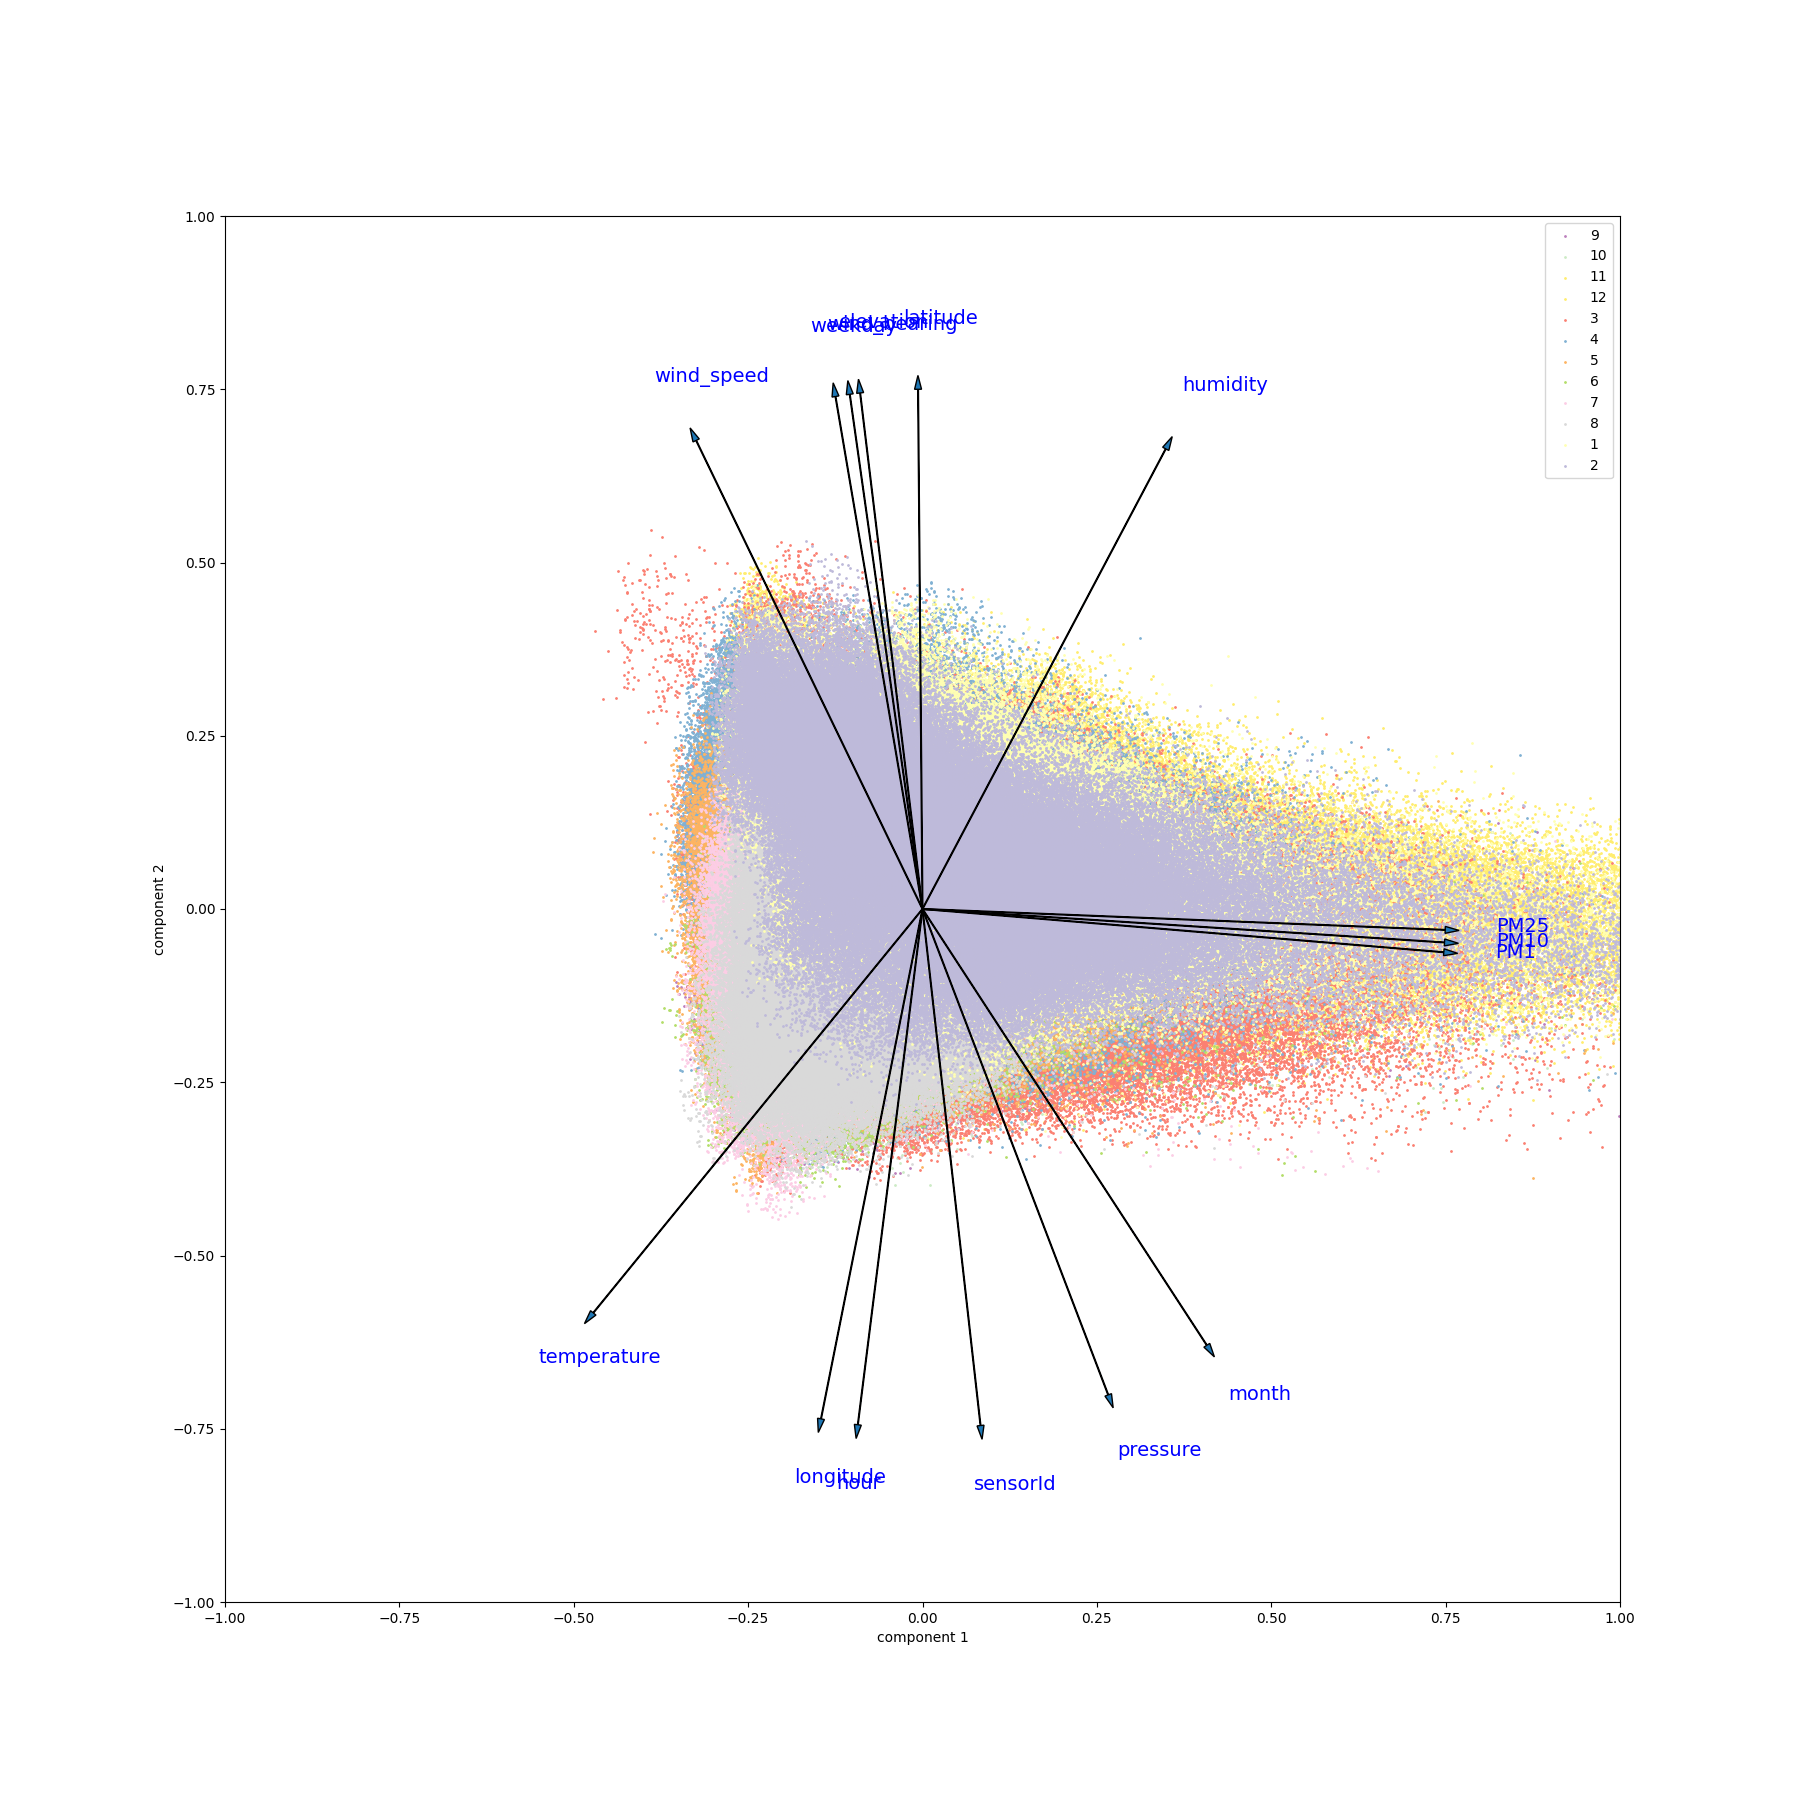 1.00
0.75
0.50
0.25
0.00
−0.25
−0.50
−0.75
−1.00
component 2
−1.00
−0.75
−0.50
−0.25
0.00
0.25
0.50
0.75
1.00
component 1
9
10
11
12
3
4
5
6
7
8
1
2
latitude
elevation
wind_bearing
weekday
wind_speed
humidity
PM25
PM10
PM1
temperature
longitude
hour
sensorId
pressure
month